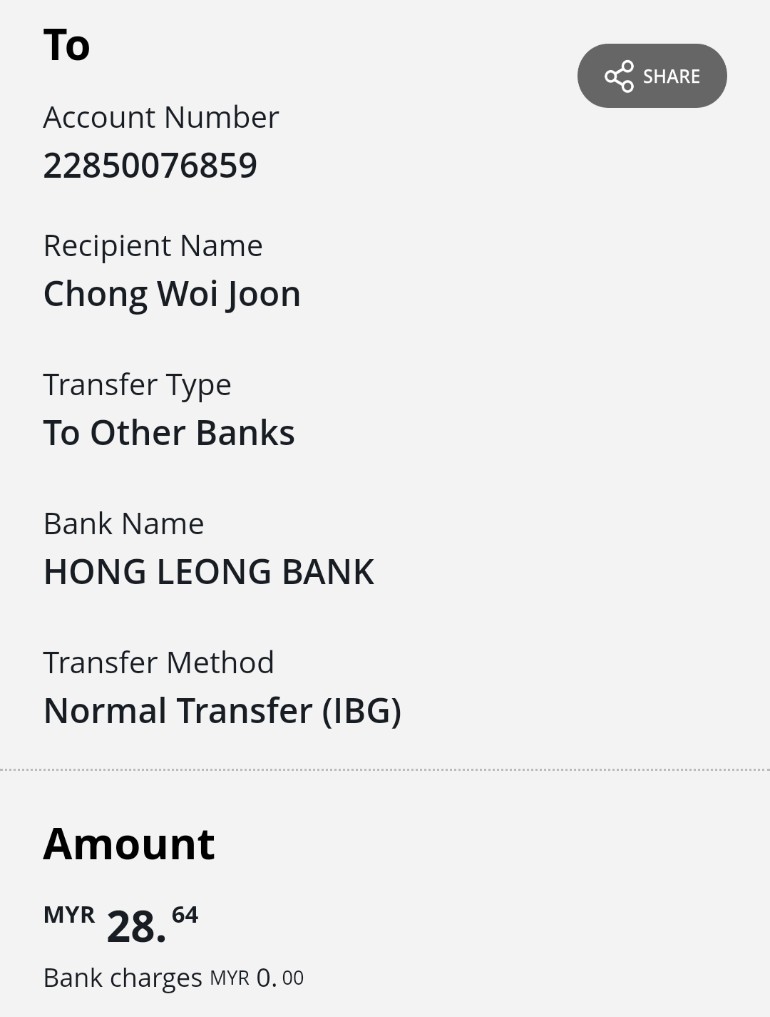 To
SHARE
Account Number
22850076859
Recipient Name
Chong Woi Joon
Transfer Type
To Other Banks
Bank Name
HONG LEONG BANK
Transfer Method
Normal Transfer (IBG)
Amount
MYR 28.64
Bank charges MYR 0.00